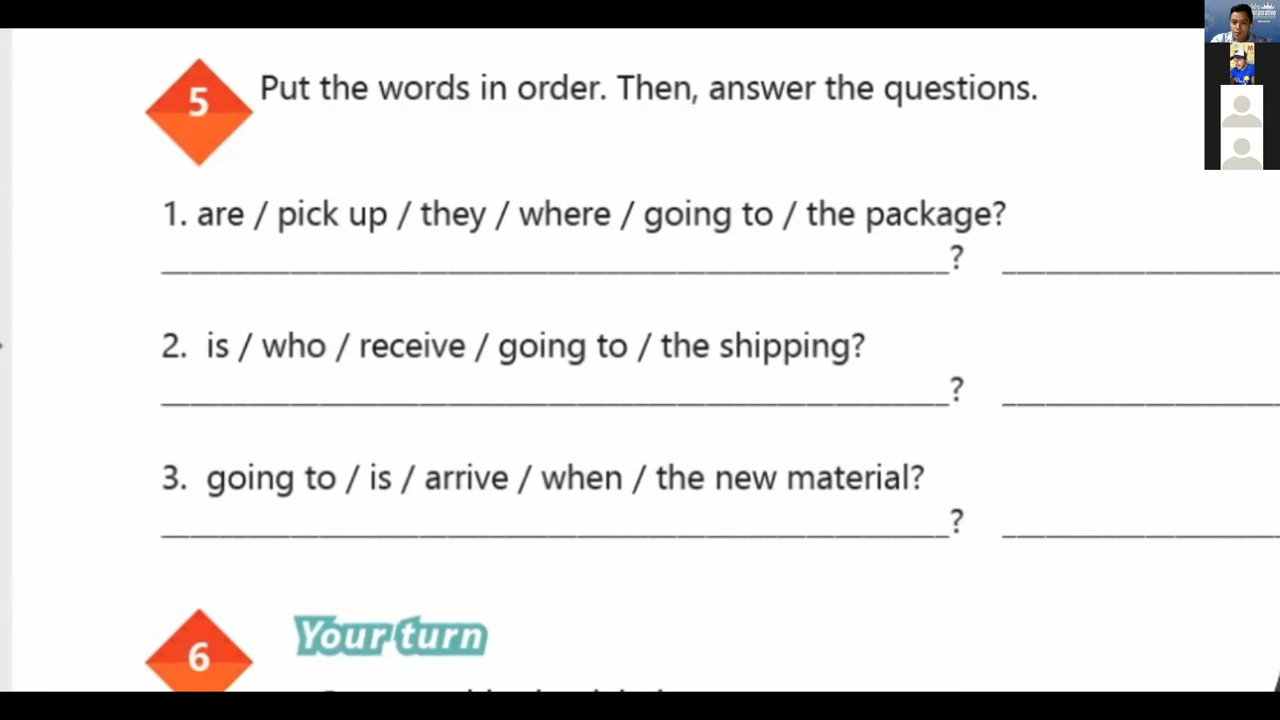 5
Put the words in order. Then, answer the questions.
1. are / pick up / they / where / going to / the package?
?
2. is / who / receive / going to / the shipping?
?
3. going to / is / arrive / when / the new material?
?
6
Your turn